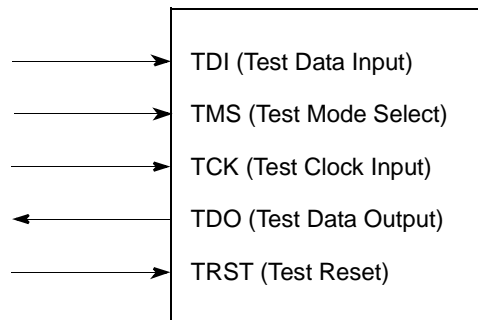 TDI (Test Data Input)
TMS (Test Mode Select)
TCK (Test Clock Input)
TDO (Test Data Output)
TRST (Test Reset)